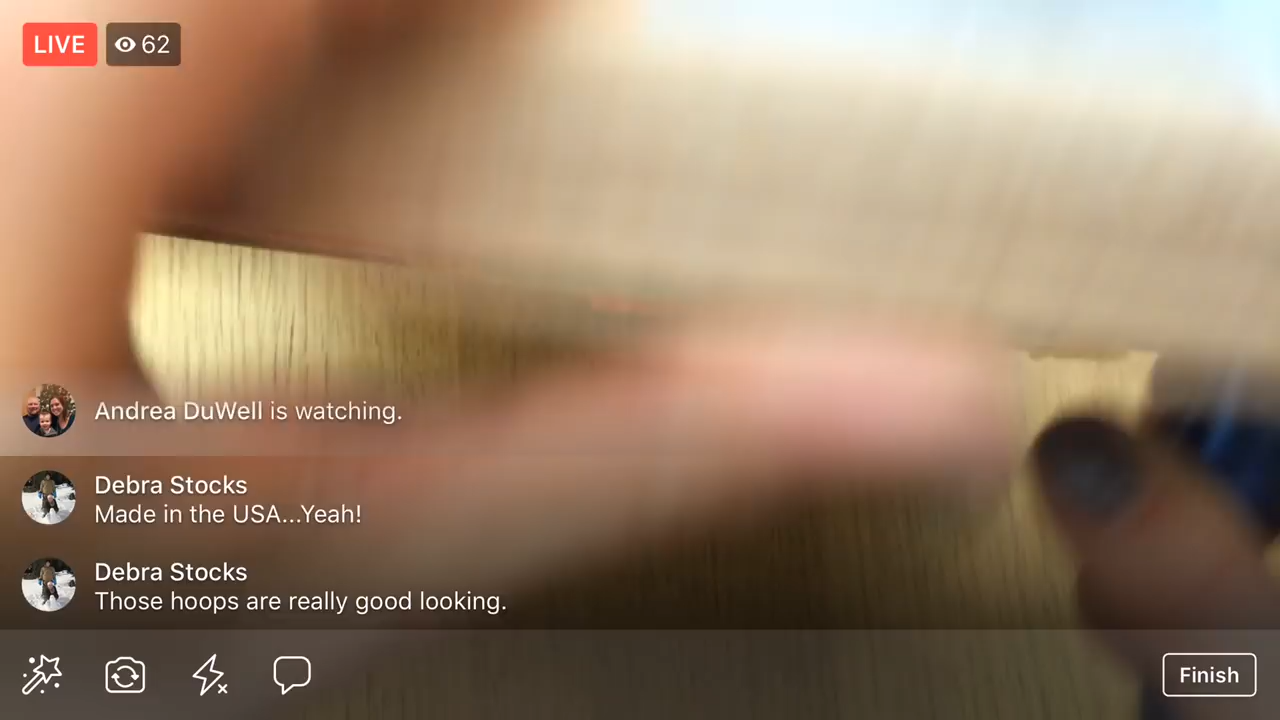 LIVE 62
Andrea DuWell is watching.
Debra Stocks
Made in the USA...Yeah!
Debra Stocks
Those hoops are really good looking.
Finish